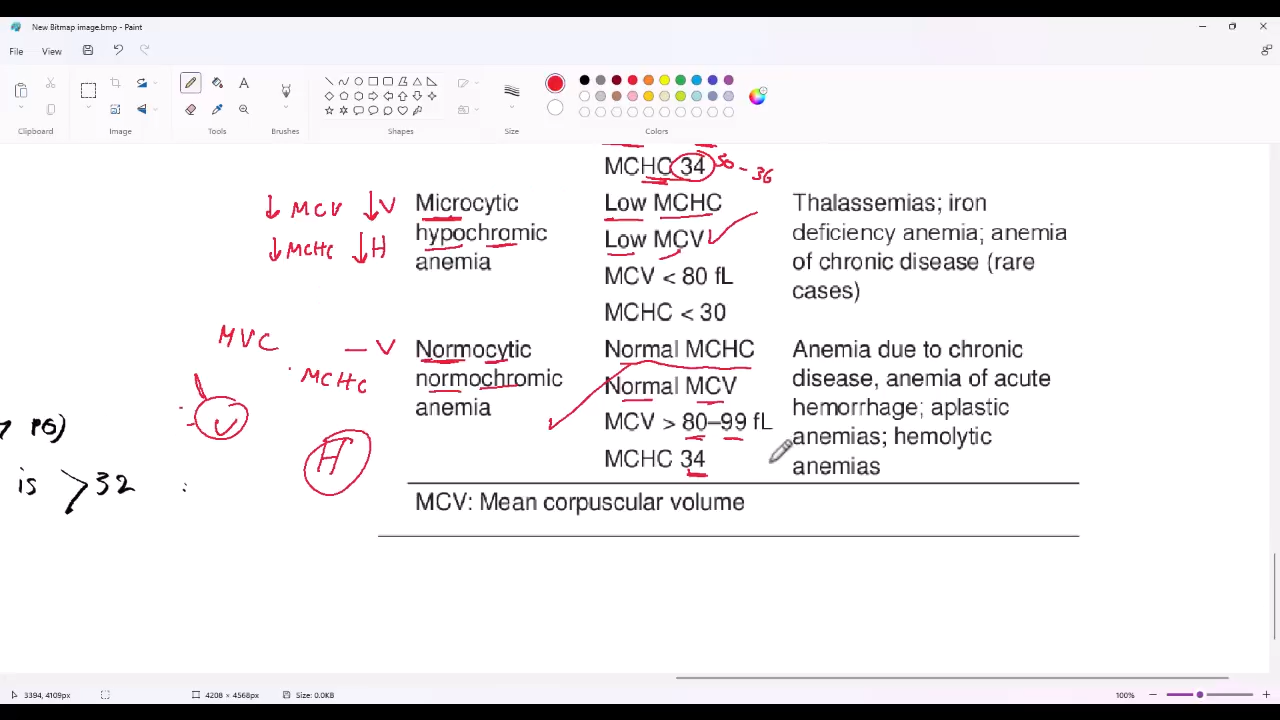 New Bitmap image.bmp - Paint
File View
Clipboard Image Tools Brushes Shapes Size Colors
MCHC 34 30 - 36
↓ MCV ↓ V Microcytic Low MCHC Thalassemias; iron
↓ MCHC ↓ H hypochromic Low MCV deficiency anemia; anemia
anemia MCV < 80 fL of chronic disease (rare
MCHC < 30 cases)
MVC — V Normocytic Normal MCHC Anemia due to chronic
MCHC normochromic Normal MCV disease, anemia of acute
V anemia MCV > 80–99 fL hemorrhage; aplastic
PG) anemias; hemolytic
H MCHC 34 anemias
is >32
MCV: Mean corpuscular volume
3394, 4109px 4208 × 4568px Size: 0.0KB 100%